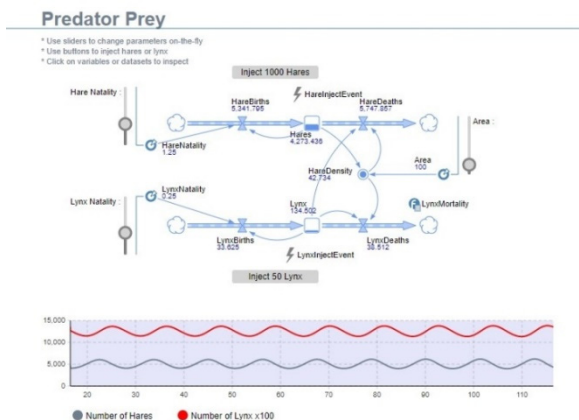 Predator Prey
* Use sliders to change parameters on-the-fly
* Use buttons to inject hares or lynx
* Click on variables or datasets to inspect
Inject 1000 Hares
Hare Natality :
HareInjectEvent
HareBirths
5,341.795
HareDeaths
5,747.857
Area :
Hares
4,273.436
HareNatality
1.25
HareDensity
42.734
Area
100
Lynx Natality :
LynxNatality
0.25
Lynx
134.502
LynxMortality
LynxBirths
33.625
LynxDeaths
38.512
LynxInjectEvent
Inject 50 Lynx
15,000
10,000
5,000
0
20 30 40 50 60 70 80 90 100 110
Number of Hares Number of Lynx x100